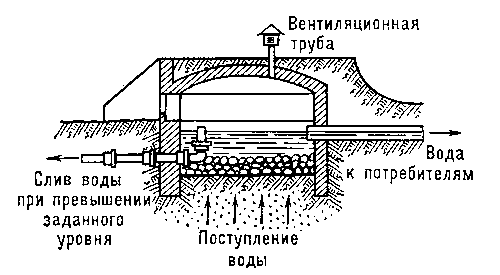 Вентиляционная
труба
Вода
к потребителям
Слив воды
при превышении
заданного
уровня
Поступление
воды